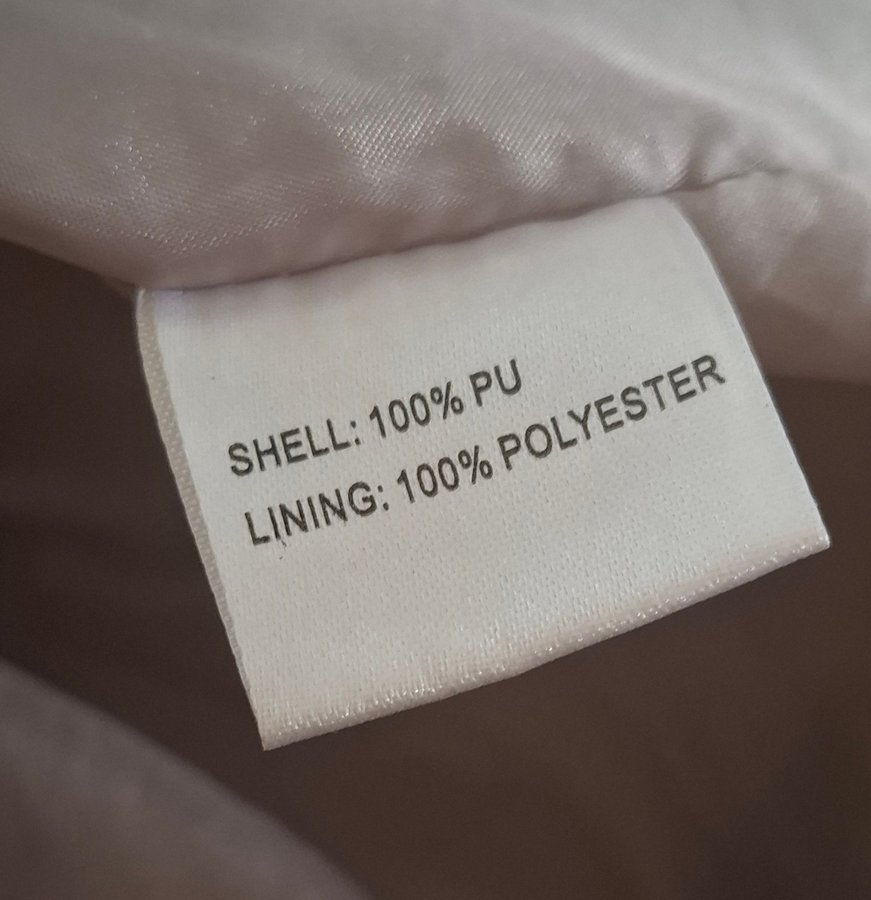 SHELL: 100% PU
LINING: 100% POLYESTER